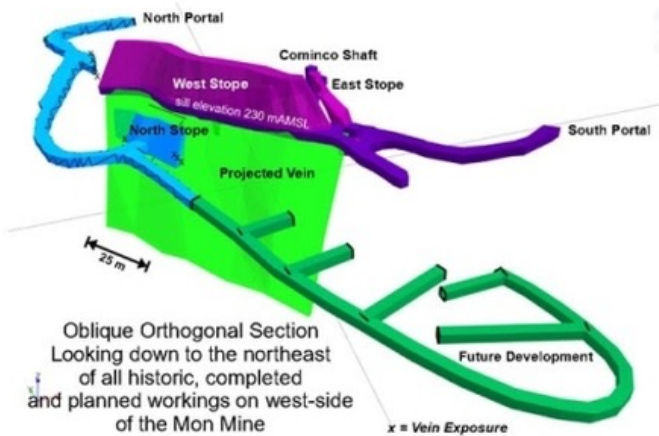 North Portal
Cominco Shaft
West Stope
East Stope
sill elevation 230 mAMSL
South Portal
North Stope
Projected Vein
25 m
Oblique Orthogonal Section
Looking down to the northeast
of all historic, completed
and planned workings on west-side
of the Mon Mine
Future Development
x = Vein Exposure